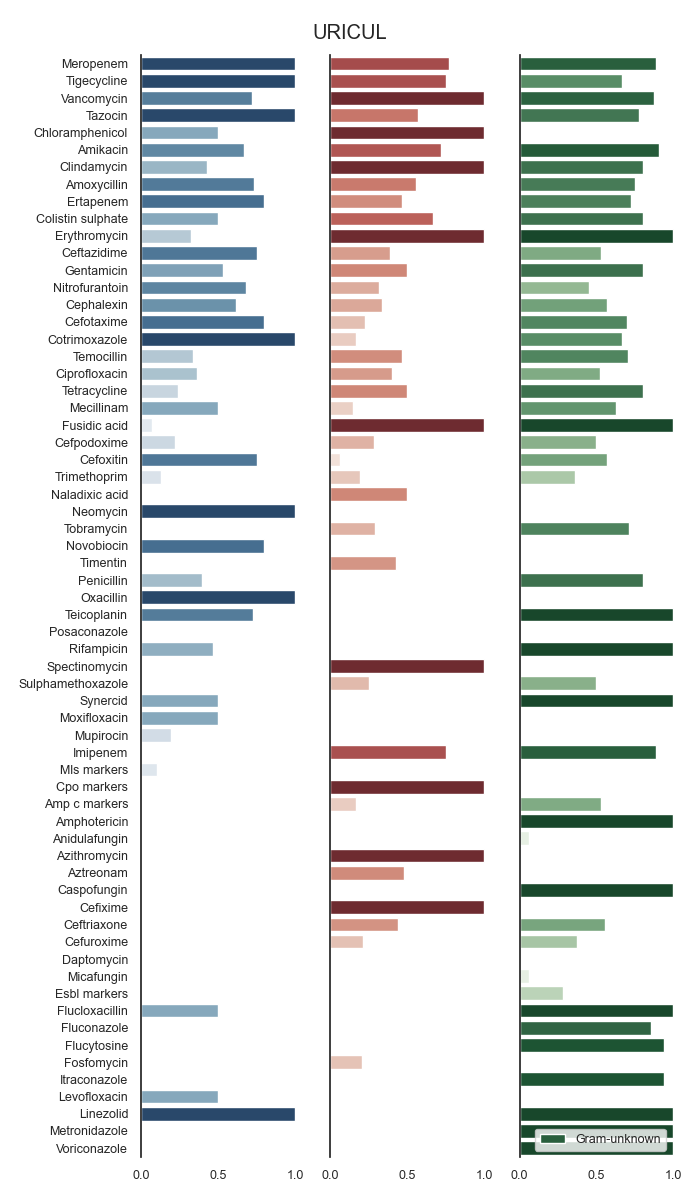 URICUL
Meropenem
Tigecycline
Vancomycin
Tazocin
Chloramphenicol
Amikacin
Clindamycin
Amoxycillin
Ertapenem
Colistin sulphate
Erythromycin
Ceftazidime
Gentamicin
Nitrofurantoin
Cephalexin
Cefotaxime
Cotrimoxazole
Temocillin
Ciprofloxacin
Tetracycline
Mecillinam
Fusidic acid
Cefpodoxime
Cefoxitin
Trimethoprim
Naladixic acid
Neomycin
Tobramycin
Novobiocin
Timentin
Penicillin
Oxacillin
Teicoplanin
Posaconazole
Rifampicin
Spectinomycin
Sulphamethoxazole
Synercid
Moxifloxacin
Mupirocin
Imipenem
Mls markers
Cpo markers
Amp c markers
Amphotericin
Anidulafungin
Azithromycin
Aztreonam
Caspofungin
Cefixime
Ceftriaxone
Cefuroxime
Daptomycin
Micafungin
Esbl markers
Flucloxacillin
Fluconazole
Flucytosine
Fosfomycin
Itraconazole
Levofloxacin
Linezolid
Metronidazole
Voriconazole
Gram-unknown
0.0 0.5 1.0 0.0 0.5 1.0 0.0 0.5 1.0